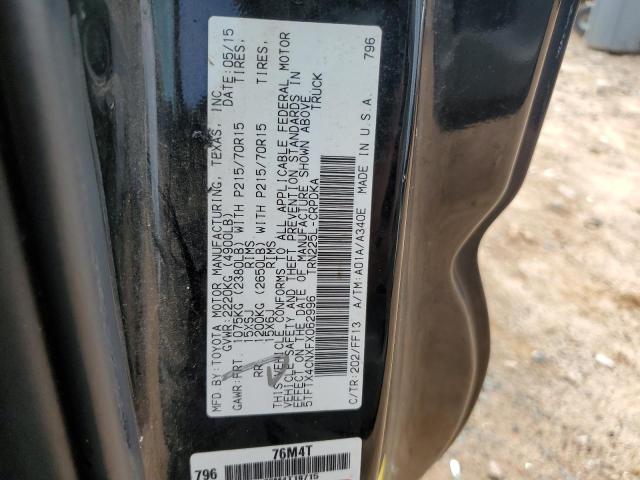 MFD. BY: TOYOTA MOTOR MANUFACTURING, TEXAS, INC.
GVWR: 2220KG (4900LB) DATE: 05/15
GAWR: FRT. 1075KG (2380LB) WITH P215/70R15 TIRES,
15X5J RIMS
RR. 1200KG (2650LB) WITH P215/70R15 TIRES,
15X6J RIMS
THIS VEHICLE CONFORMS TO ALL APPLICABLE FEDERAL MOTOR
VEHICLE SAFETY AND THEFT PREVENTION STANDARDS IN
EFFECT ON THE DATE OF MANUFACTURE SHOWN ABOVE.
5TFTX4CNXFX062996 TRN225L-CRPDKA TRUCK
C/TR: 202/FF13 A/TM: A01A/A340E MADE IN U.S.A. 796
796 76M4T